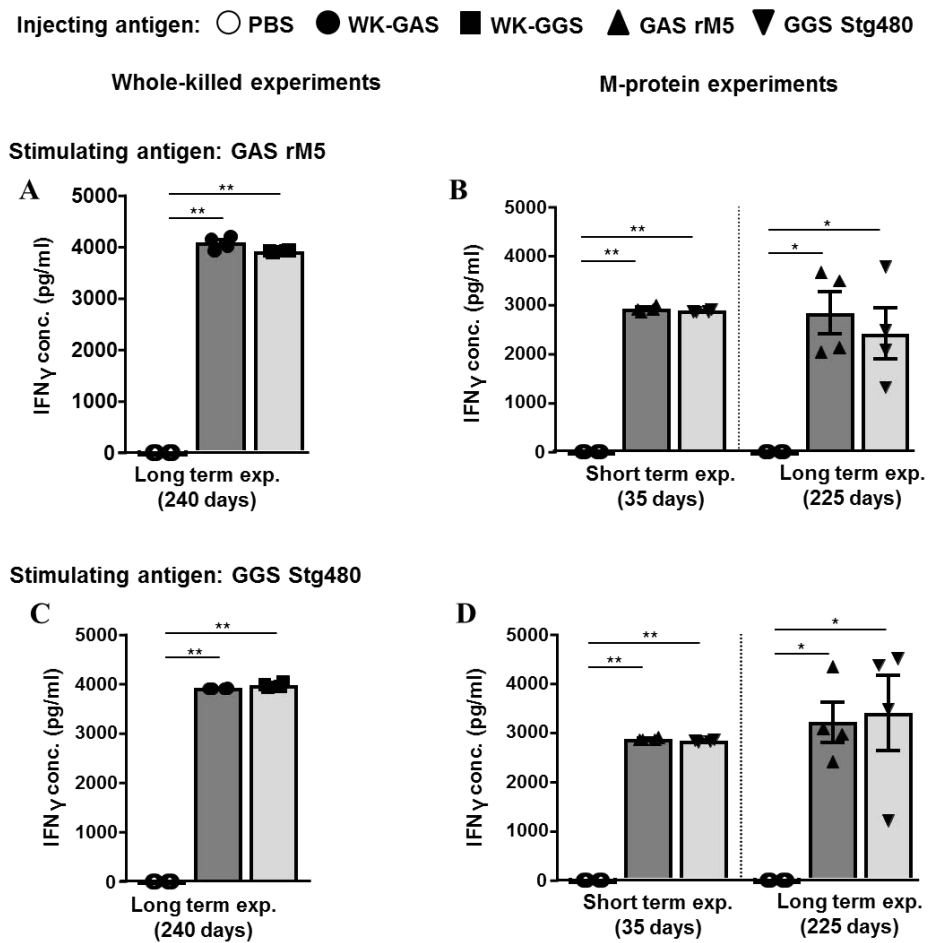 Injecting antigen: PBS WK-GAS WK-GGS GAS rM5 GGS Stg480
Whole-killed experiments M-protein experiments
Stimulating antigen: GAS rM5
A
5000
4000
3000
2000
1000
0
IFNγ conc. (pg/ml)
**
**
Long term exp.
(240 days)
B
5000
4000
3000
2000
1000
0
IFNγ conc. (pg/ml)
**
**
*
*
Short term exp. Long term exp.
(35 days) (225 days)
Stimulating antigen: GGS Stg480
C
5000
4000
3000
2000
1000
0
IFNγ conc. (pg/ml)
**
**
Long term exp.
(240 days)
D
5000
4000
3000
2000
1000
0
IFNγ conc. (pg/ml)
**
**
*
*
Short term exp. Long term exp.
(35 days) (225 days)